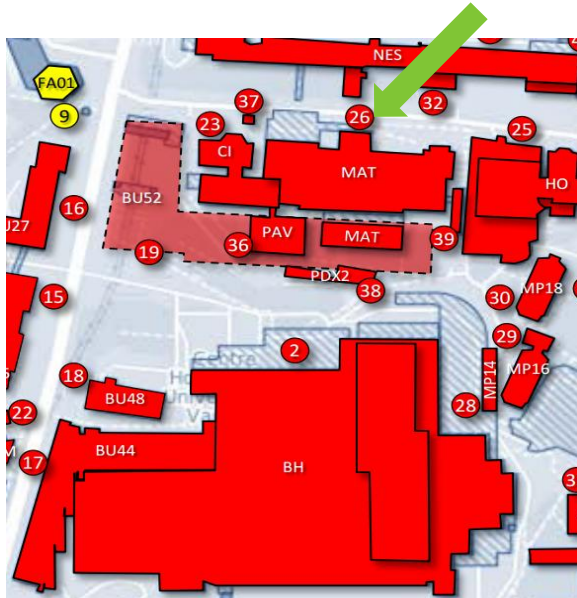 NES
FA01
9
37
26
32
23
25
CI
MAT
HO
BU52
16
PAV
MAT
39
36
19
PDX2
38
30
MP18
15
29
2
Centre
18
MP14
MP16
BU48
22
28
BU44
BH
17